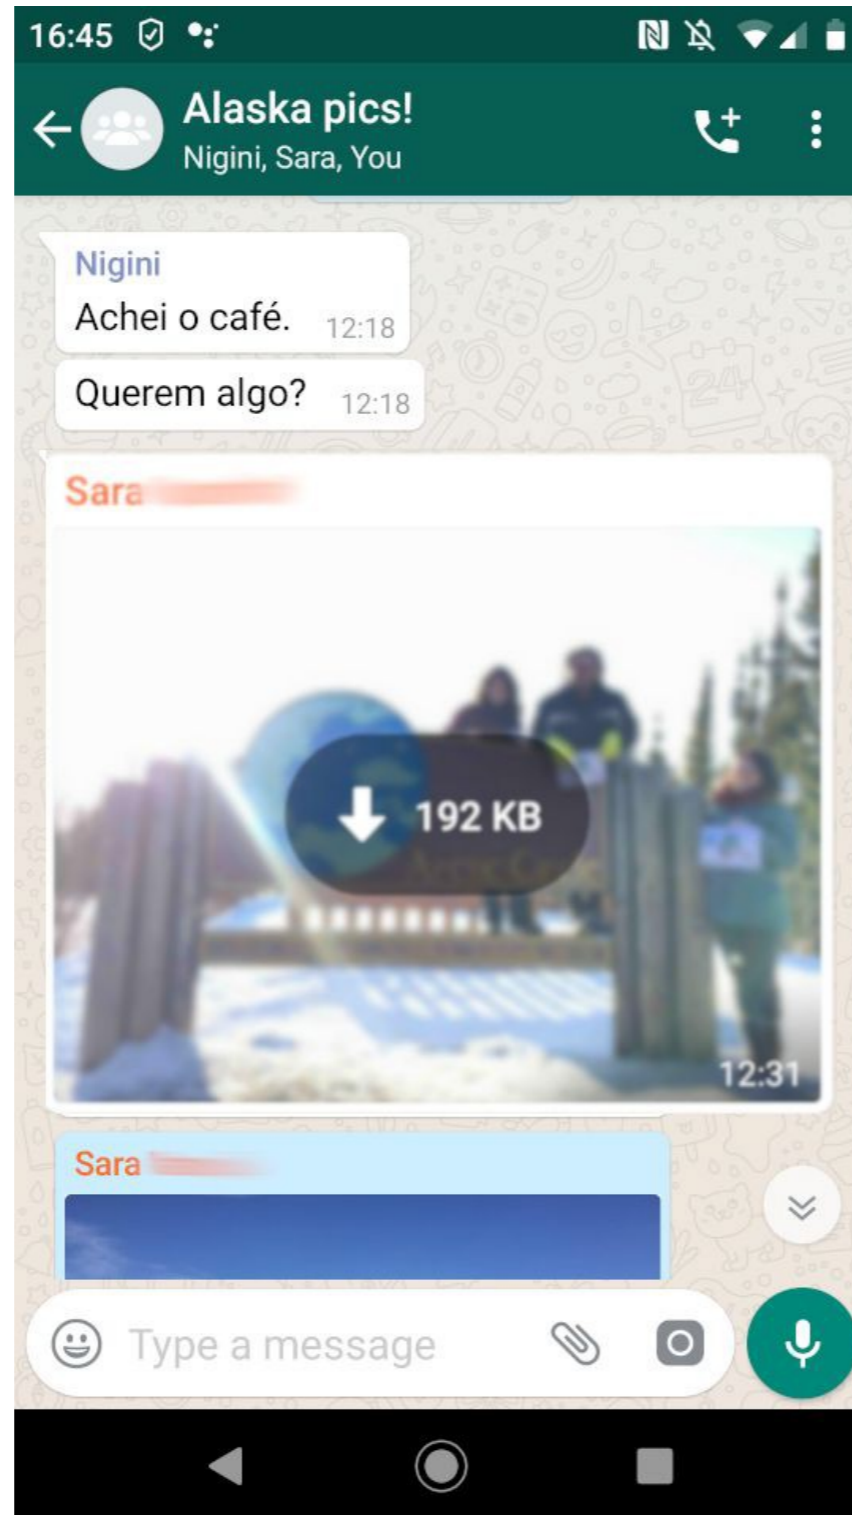 16:45
Alaska pics!
Nigini, Sara, You
Nigini
Achei o café. 12:18
Querem algo? 12:18
Sara
192 KB
12:31
Sara
Type a message